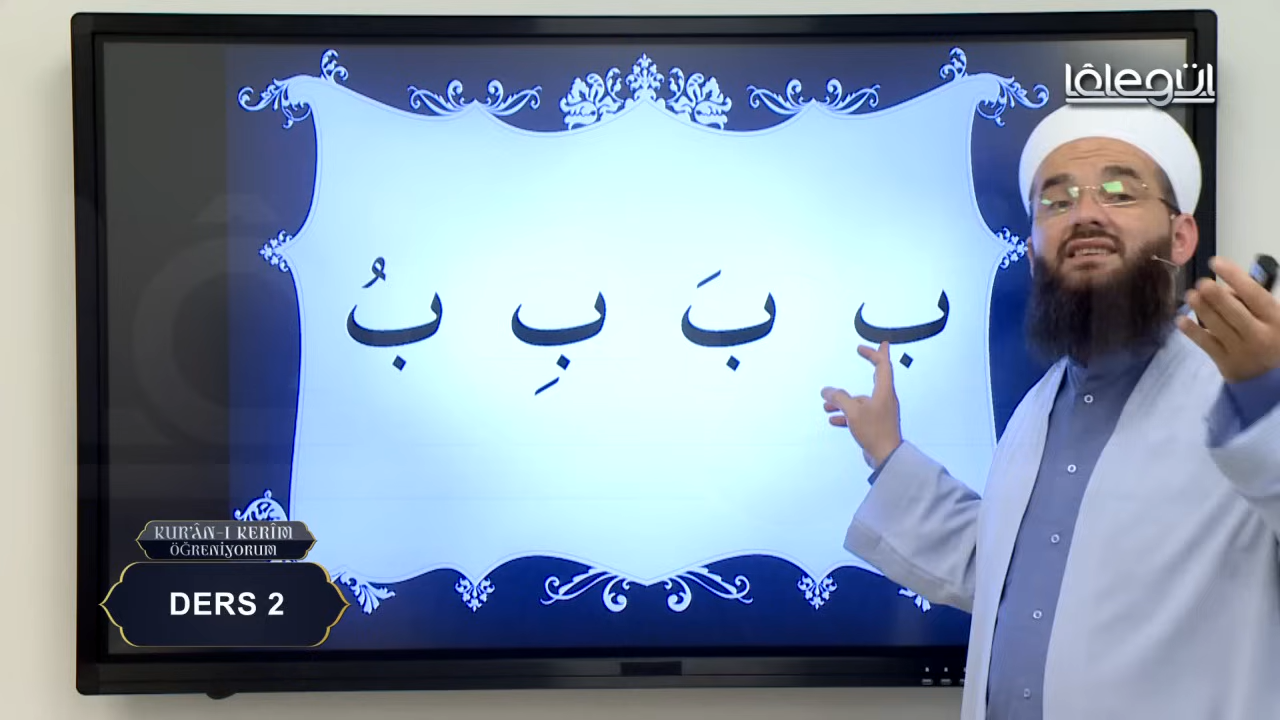 lâlegül
ب بَ بِ بُ
KUR'ÂN-I KERÎM
ÖĞRENİYORUM
DERS 2